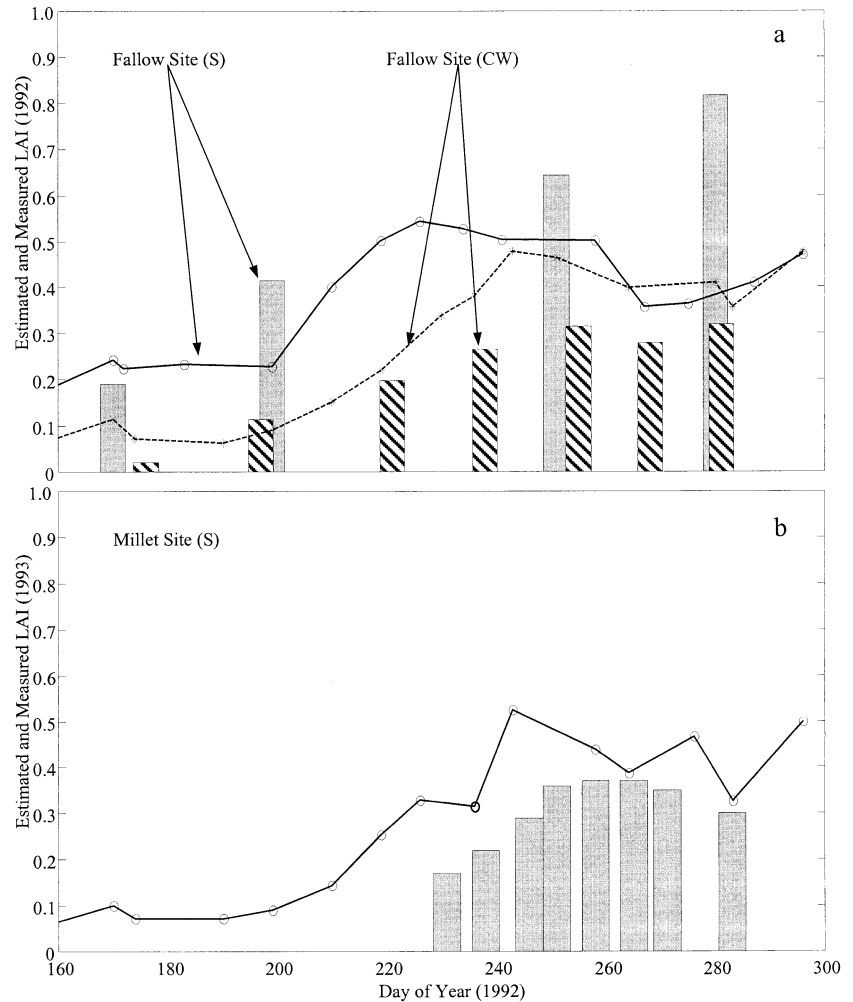 a
Fallow Site (S)
Fallow Site (CW)
Estimated and Measured LAI (1992)
1.0
0.9
0.8
0.7
0.6
0.5
0.4
0.3
0.2
0.1
0
b
Millet Site (S)
Estimated and Measured LAI (1993)
1.0
0.9
0.8
0.7
0.6
0.5
0.4
0.3
0.2
0.1
0
160 180 200 220 240 260 280 300
Day of Year (1992)